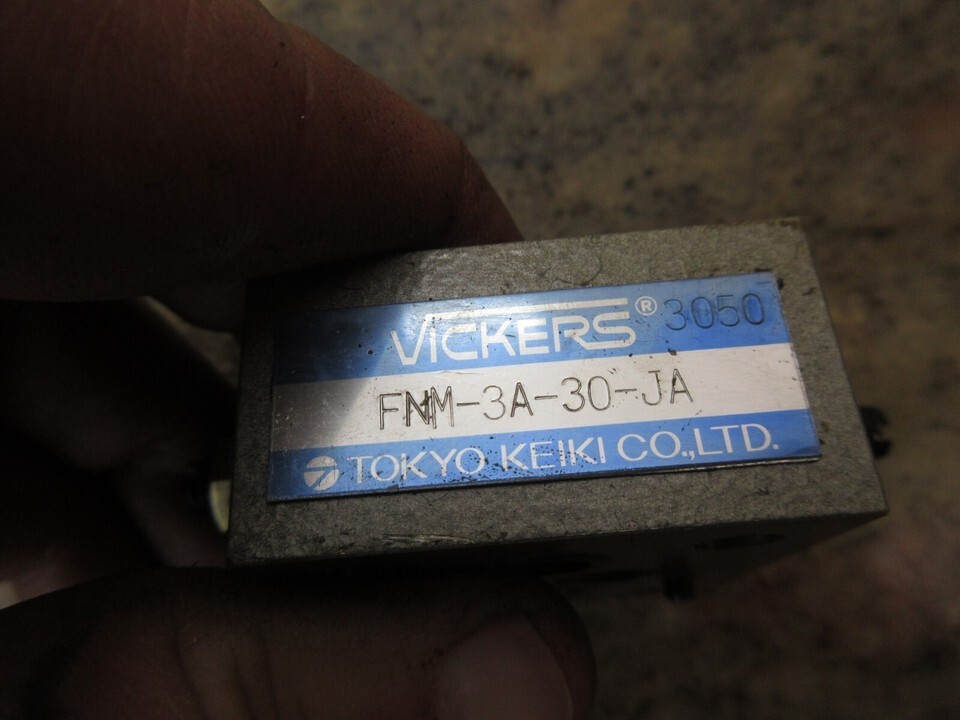 VICKERS® 3050
FNM-3A-30-JA
TOKYO KEIKI CO.,LTD.